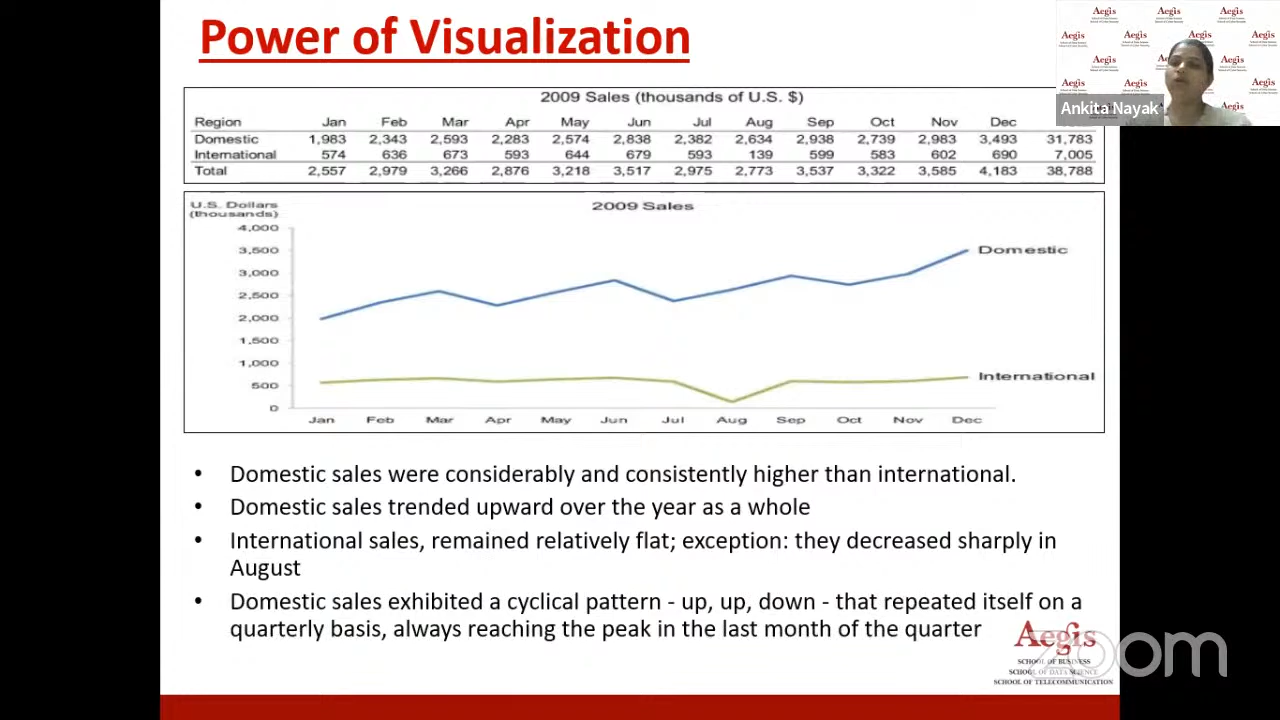 Power of Visualization
Aegis Aegis Aegis
Aegis Aegis Aegis
Aegis Aegis
Aegis Aegis
Ankita Nayak
2009 Sales (thousands of U.S. $)
Region Jan Feb Mar Apr May Jun Jul Aug Sep Oct Nov Dec
Domestic 1,983 2,343 2,593 2,283 2,574 2,838 2,382 2,634 2,938 2,739 2,983 3,493 31,783
International 574 636 673 593 644 679 593 139 599 583 602 690 7,005
Total 2,557 2,979 3,266 2,876 3,218 3,517 2,975 2,773 3,537 3,322 3,585 4,183 38,788
U.S. Dollars
(thousands)
2009 Sales
4,000
3,500
3,000
2,500
2,000
1,500
1,000
500
0
Domestic
International
Jan Feb Mar Apr May Jun Jul Aug Sep Oct Nov Dec
• Domestic sales were considerably and consistently higher than international.
• Domestic sales trended upward over the year as a whole
• International sales, remained relatively flat; exception: they decreased sharply in
August
• Domestic sales exhibited a cyclical pattern - up, up, down - that repeated itself on a
quarterly basis, always reaching the peak in the last month of the quarter
Aegis
SCHOOL OF BUSINESS
SCHOOL OF DATA SCIENCE
SCHOOL OF TELECOMMUNICATION
zoom